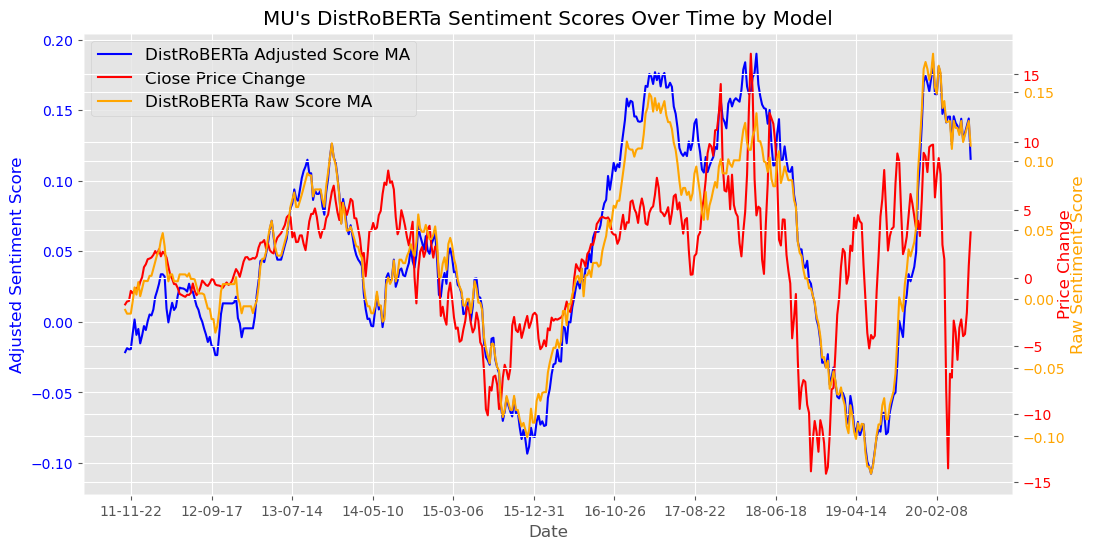 MU's DistRoBERTa Sentiment Scores Over Time by Model
DistRoBERTa Adjusted Score MA
Close Price Change
DistRoBERTa Raw Score MA
Adjusted Sentiment Score
0.20
0.15
0.10
0.05
0.00
−0.05
−0.10
15
10
5
0
−5
−10
−15
Price Change
0.15
0.10
0.05
0.00
−0.05
−0.10
Raw Sentiment Score
11-11-22 12-09-17 13-07-14 14-05-10 15-03-06 15-12-31 16-10-26 17-08-22 18-06-18 19-04-14 20-02-08
Date